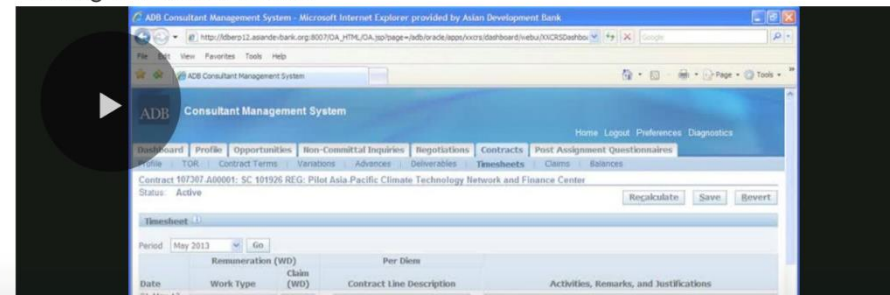 ADB Consultant Management System - Microsoft Internet Explorer provided by Asian Development Bank
File Edit View Favorites Tools Help
ADB Consultant Management System
Page Tools
ADB Consultant Management System
Home Logout Preferences Diagnostics
Dashboard Profile Opportunities Non-Committal Inquiries Negotiations Contracts Post Assignment Questionnaires
Profile TOR Contract Terms Variations Advances Deliverables Timesheets Claims Balances
Contract 107307-A00001: SC 101926 REG: Pilot Asia-Pacific Climate Technology Network and Finance Center
Status: Active
Recalculate Save Revert
Timesheet
Period May 2013 Go
Remuneration (WD) Per Diem
Date Work Type Claim (WD) Contract Line Description Activities, Remarks, and Justifications